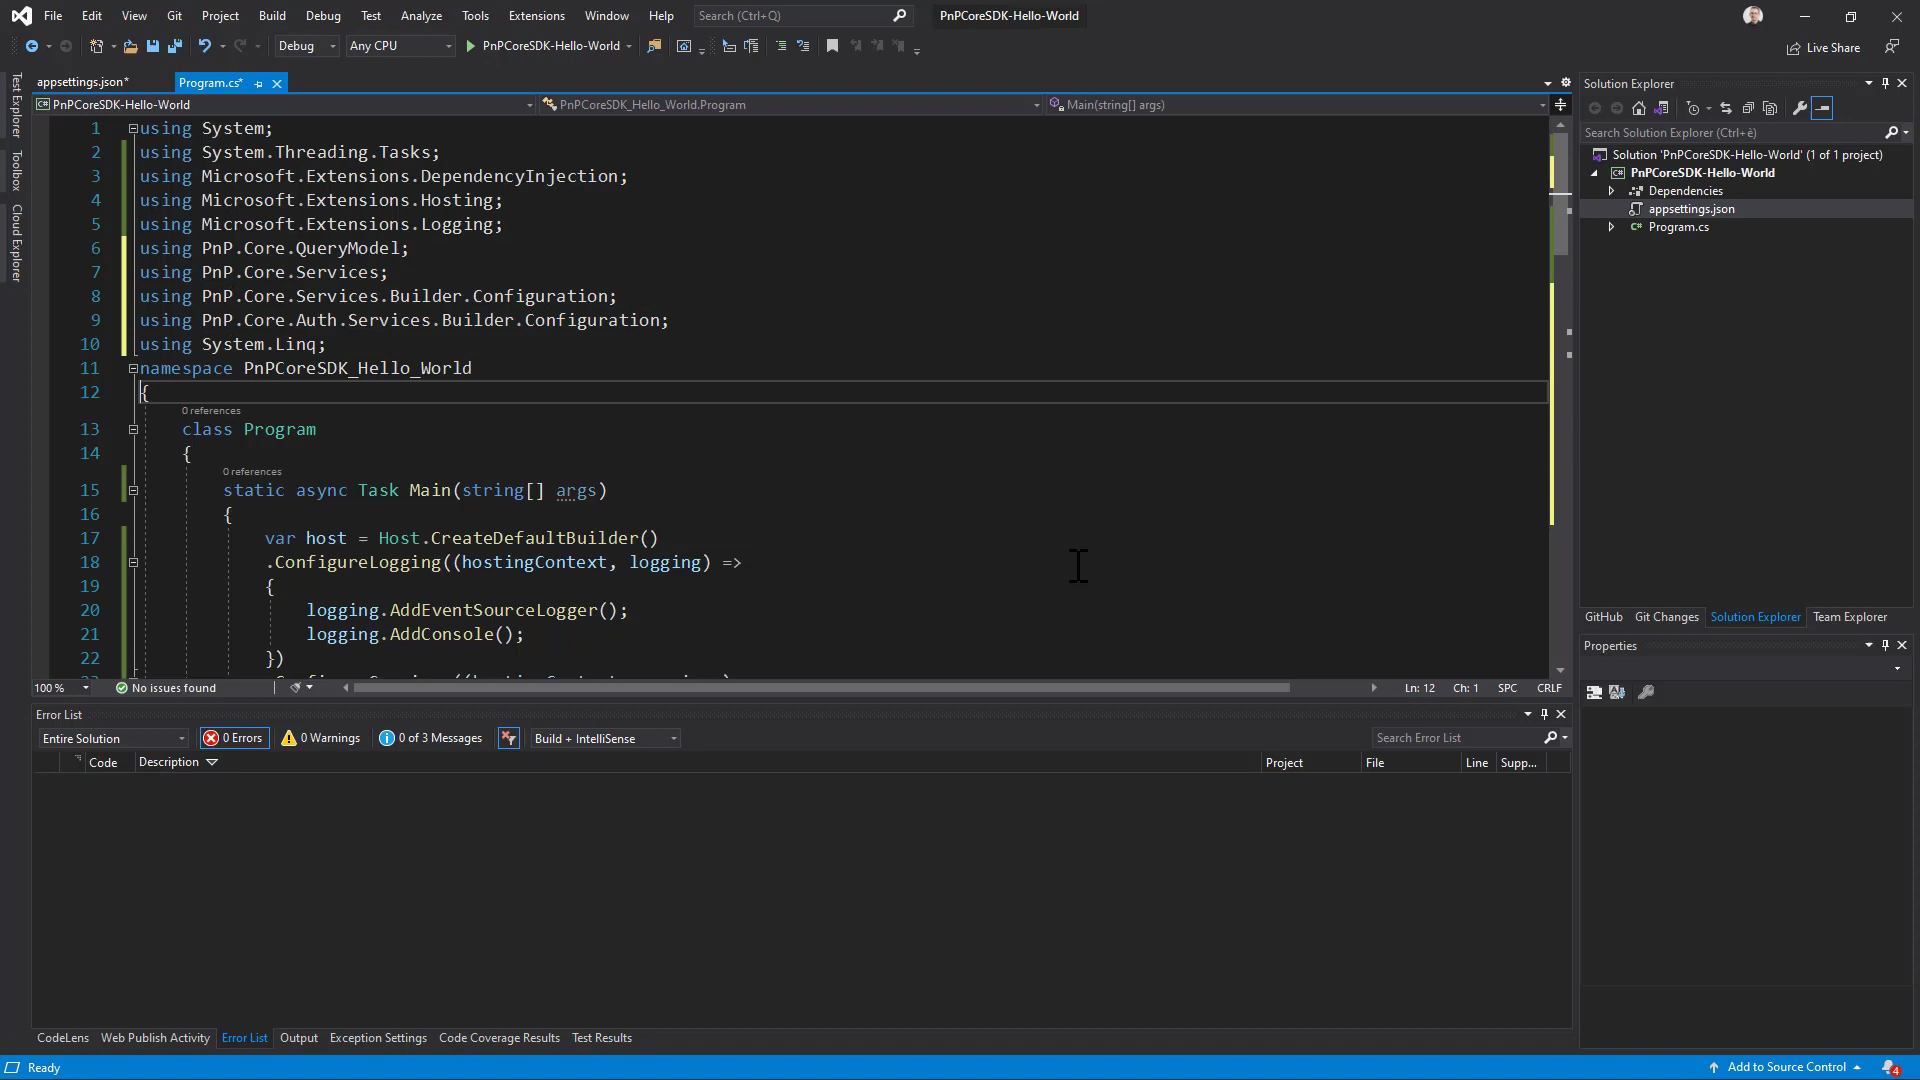 File Edit View Git Project Build Debug Test Analyze Tools Extensions Window Help Search (Ctrl+Q) PnPCoreSDK-Hello-World
Debug Any CPU PnPCoreSDK-Hello-World Live Share
Test Explorer
Toolbox
Cloud Explorer
appsettings.json* Program.cs*
PnPCoreSDK-Hello-World PnPCoreSDK_Hello_World.Program Main(string[] args)
1 using System;
2 using System.Threading.Tasks;
3 using Microsoft.Extensions.DependencyInjection;
4 using Microsoft.Extensions.Hosting;
5 using Microsoft.Extensions.Logging;
6 using PnP.Core.QueryModel;
7 using PnP.Core.Services;
8 using PnP.Core.Services.Builder.Configuration;
9 using PnP.Core.Auth.Services.Builder.Configuration;
10 using System.Linq;
11 namespace PnPCoreSDK_Hello_World
12 {
0 references
13 class Program
14 {
0 references
15 static async Task Main(string[] args)
16 {
17 var host = Host.CreateDefaultBuilder()
18 .ConfigureLogging((hostingContext, logging) =>
19 {
20 logging.AddEventSourceLogger();
21 logging.AddConsole();
22 })
100 % No issues found Ln: 12 Ch: 1 SPC CRLF
Error List
Entire Solution 0 Errors 0 Warnings 0 of 3 Messages Build + IntelliSense Search Error List
Code Description Project File Line Supp...
CodeLens Web Publish Activity Error List Output Exception Settings Code Coverage Results Test Results
Solution Explorer
Search Solution Explorer (Ctrl+è)
Solution 'PnPCoreSDK-Hello-World' (1 of 1 project)
PnPCoreSDK-Hello-World
Dependencies
appsettings.json
C# Program.cs
GitHub Git Changes Solution Explorer Team Explorer
Properties
Ready Add to Source Control 4